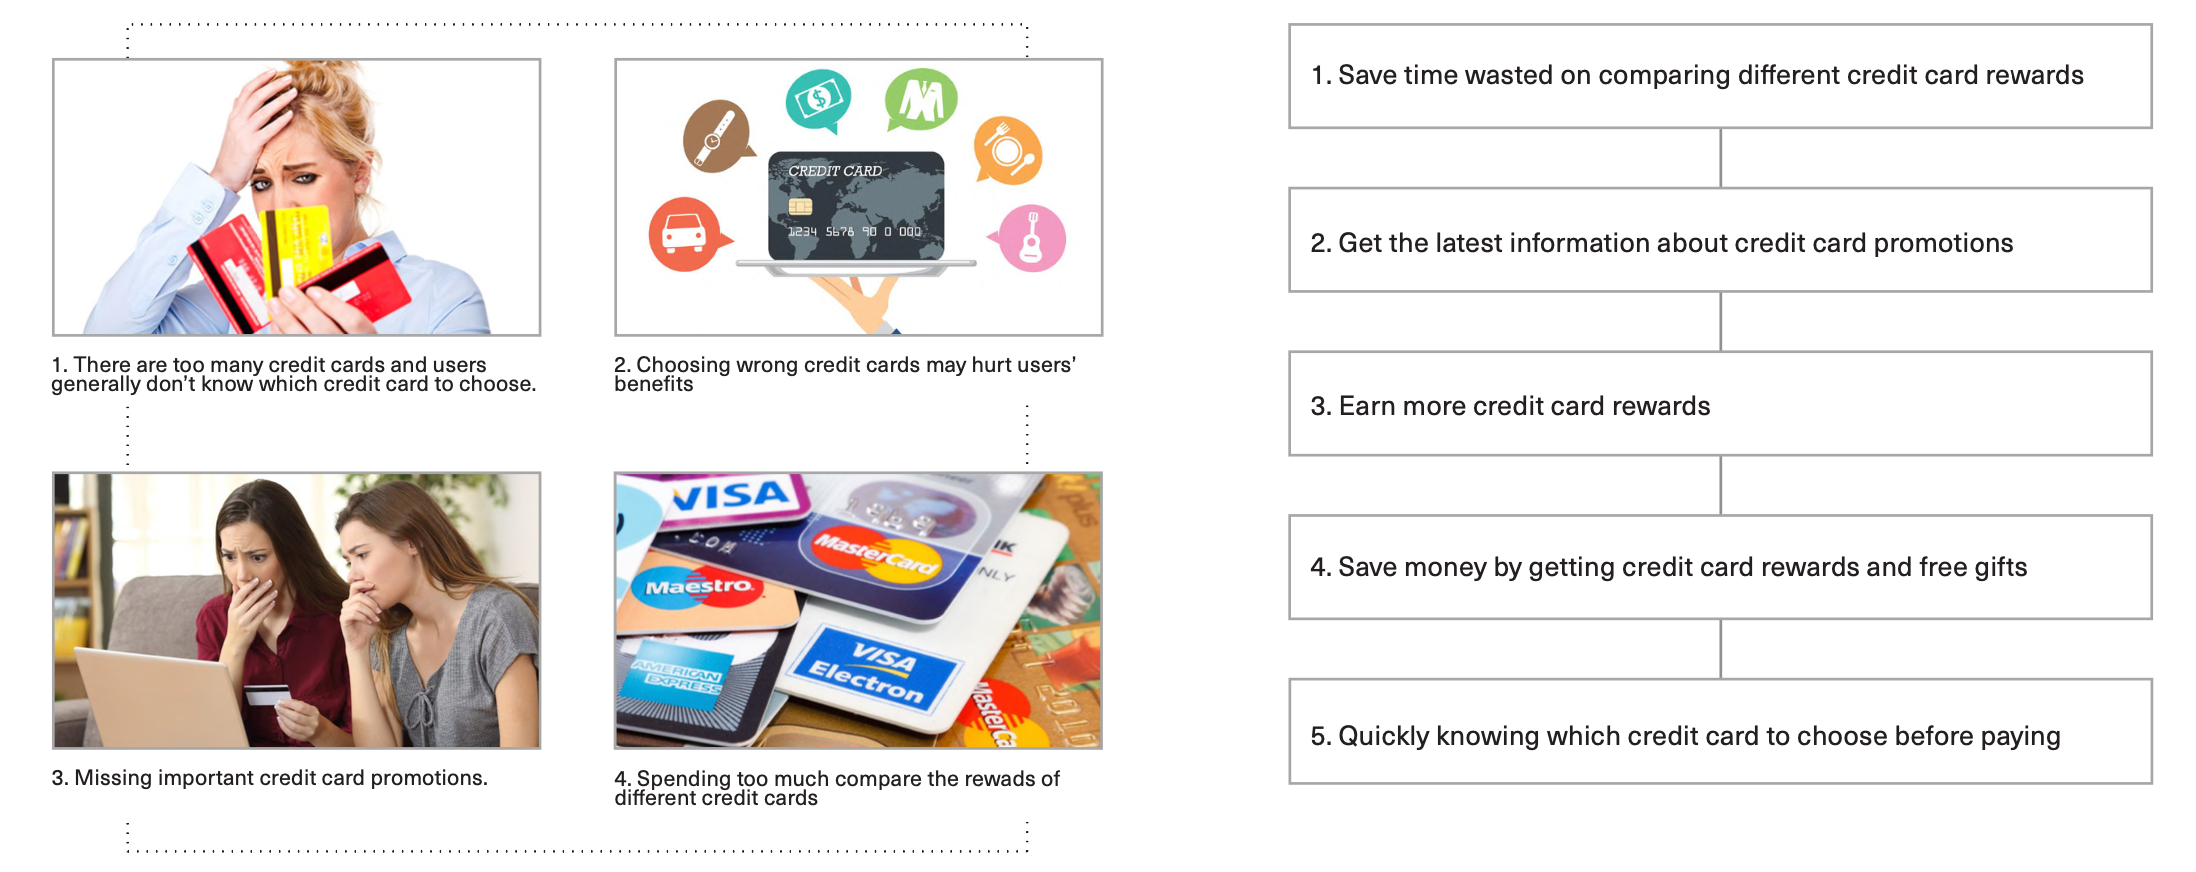 CREDIT CARD
1234 5678 90 0 000
1. There are too many credit cards and users
generally don't know which credit card to choose.
2. Choosing wrong credit cards may hurt users'
benefits
VISA
MasterCard
Maestro
NLY
VISA
Electron
AMERICAN
EXPRESS
MasterCa
plus
3. Missing important credit card promotions.
4. Spending too much compare the rewads of
different credit cards
1. Save time wasted on comparing different credit card rewards
2. Get the latest information about credit card promotions
3. Earn more credit card rewards
4. Save money by getting credit card rewards and free gifts
5. Quickly knowing which credit card to choose before paying